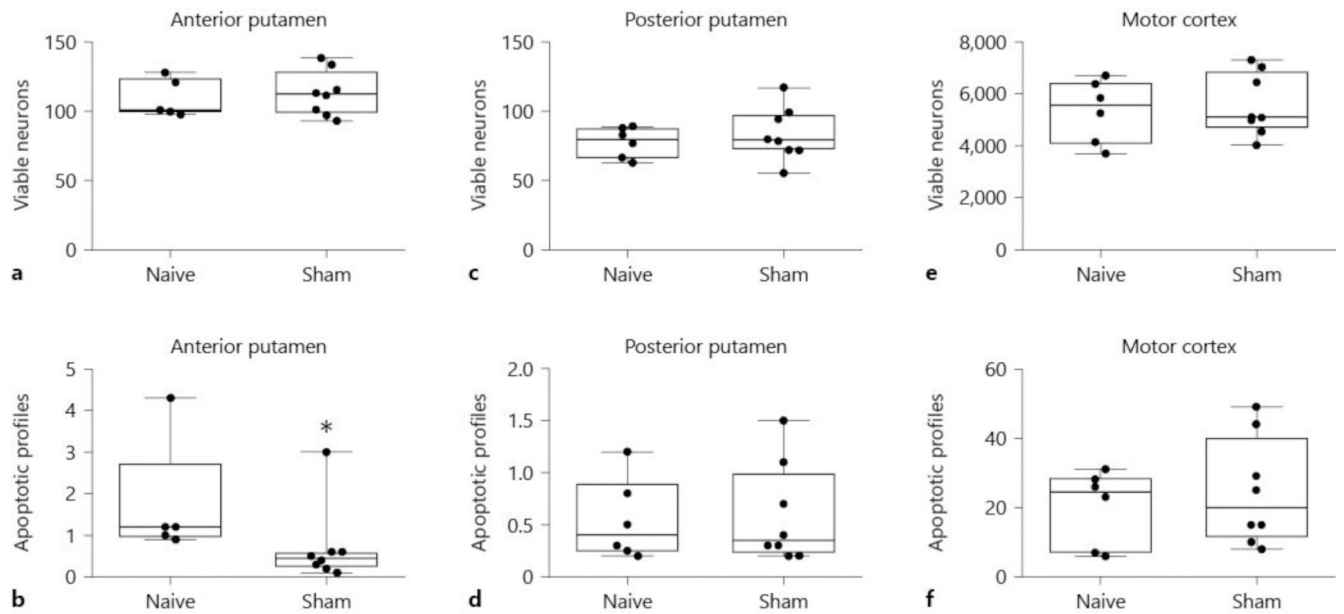 Anterior putamen
150
100
50
0
Viable neurons
Naive
Sham
a
Posterior putamen
150
100
50
0
Viable neurons
Naive
Sham
c
Motor cortex
8,000
6,000
4,000
2,000
0
Viable neurons
Naive
Sham
e
Anterior putamen
5
4
3
2
1
0
Apoptotic profiles
*
Naive
Sham
b
Posterior putamen
2.0
1.5
1.0
0.5
0
Apoptotic profiles
Naive
Sham
d
Motor cortex
60
40
20
0
Apoptotic profiles
Naive
Sham
f